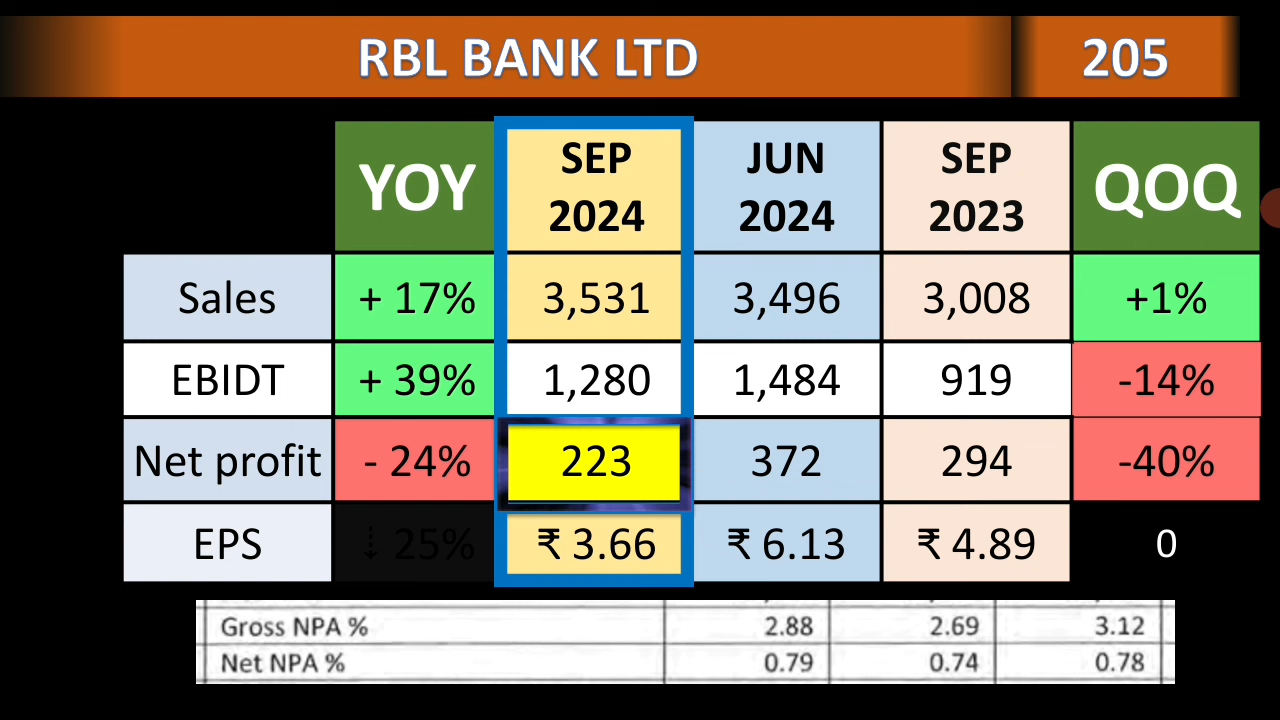 RBL BANK LTD 205
YOY SEP 2024 JUN 2024 SEP 2023 QOQ
Sales + 17% 3,531 3,496 3,008 +1%
EBIDT + 39% 1,280 1,484 919 -14%
Net profit - 24% 223 372 294 -40%
EPS ⇣ 25% ₹ 3.66 ₹ 6.13 ₹ 4.89 0
Gross NPA % 2.88 2.69 3.12
Net NPA % 0.79 0.74 0.78